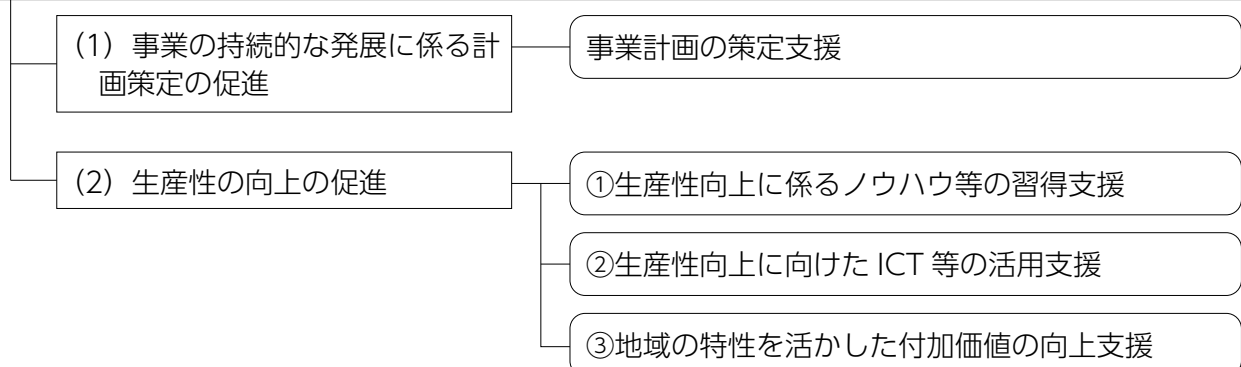 (1) 事業の持続的な発展に係る計
画策定の促進
事業計画の策定支援
(2) 生産性の向上の促進
①生産性向上に係るノウハウ等の習得支援
②生産性向上に向けた ICT 等の活用支援
③地域の特性を活かした付加価値の向上支援